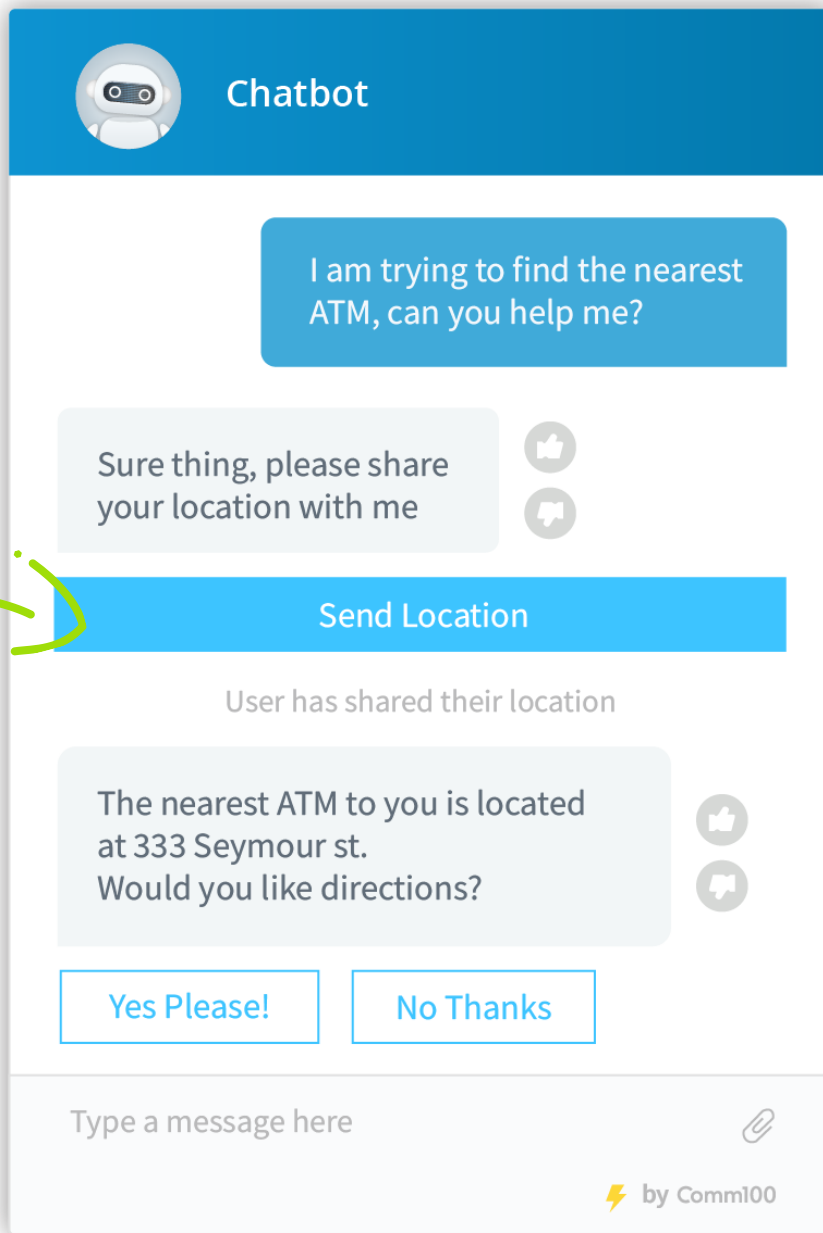 Chatbot
I am trying to find the nearest
ATM, can you help me?
Sure thing, please share
your location with me
Send Location
User has shared their location
The nearest ATM to you is located
at 333 Seymour st.
Would you like directions?
Yes Please!
No Thanks
Type a message here
by Comm100